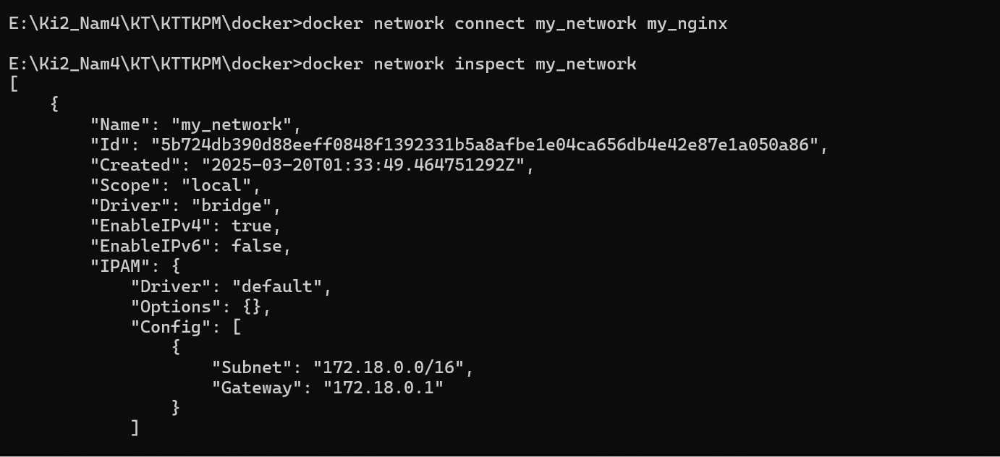 E:\Ki2_Nam4\KT\KTTKPM\docker>docker network connect my_network my_nginx
E:\Ki2_Nam4\KT\KTTKPM\docker>docker network inspect my_network
[
    {
        "Name": "my_network",
        "Id": "5b724db390d88eeff0848f1392331b5a8afbe1e04ca656db4e42e87e1a050a86",
        "Created": "2025-03-20T01:33:49.464751292Z",
        "Scope": "local",
        "Driver": "bridge",
        "EnableIPv4": true,
        "EnableIPv6": false,
        "IPAM": {
            "Driver": "default",
            "Options": {},
            "Config": [
                {
                    "Subnet": "172.18.0.0/16",
                    "Gateway": "172.18.0.1"
                }
            ]